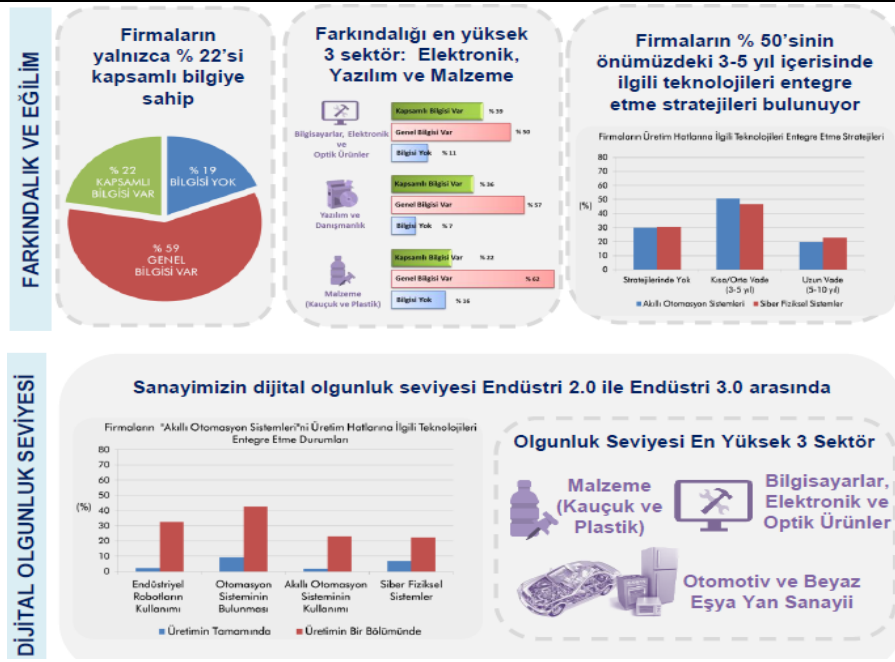 FARKINDALIK VE EĞİLİM
Firmaların
yalnızca % 22'si
kapsamlı bilgiye
sahip
% 22
KAPSAMLI
BİLGİSİ VAR
% 19
BİLGİSİ YOK
% 59
GENEL
BİLGİSİ VAR
Farkındalığı en yüksek
3 sektör: Elektronik,
Yazılım ve Malzeme
Bilgisayarlar, Elektronik
ve
Optik Ürünler
Kapsamlı Bilgisi Var % 39
Genel Bilgisi Var % 50
Bilgisi Yok % 11
Yazılım ve
Danışmanlık
Kapsamlı Bilgisi Var % 36
Genel Bilgisi Var % 57
Bilgisi Yok % 7
Malzeme
(Kauçuk ve Plastik)
Kapsamlı Bilgisi Var % 22
Genel Bilgisi Var % 62
Bilgisi Yok % 16
Firmaların % 50'sinin
önümüzdeki 3-5 yıl içerisinde
ilgili teknolojileri entegre
etme stratejileri bulunuyor
Firmaların Üretim Hatlarına İlgili Teknolojileri Entegre Etme Stratejileri
(%)
80
70
60
50
40
30
20
10
0
Stratejilerinde Yok
Kısa/Orta Vade
(3-5 yıl)
Uzun Vade
(5-10 yıl)
Akıllı Otomasyon Sistemleri
Siber Fiziksel Sistemler
DİJİTAL OLGUNLUK SEVİYESİ
Sanayimizin dijital olgunluk seviyesi Endüstri 2.0 ile Endüstri 3.0 arasında
Firmaların "Akıllı Otomasyon Sistemleri"ni Üretim Hatlarına İlgili Teknolojileri
Entegre Etme Durumları
(%)
80
70
60
50
40
30
20
10
0
Endüstriyel
Robotların
Kullanımı
Otomasyon
Sisteminin
Bulunması
Akıllı Otomasyon
Sisteminin
Kullanımı
Siber Fiziksel
Sistemler
Üretimin Tamamında
Üretimin Bir Bölümünde
Olgunluk Seviyesi En Yüksek 3 Sektör
Malzeme
(Kauçuk ve
Plastik)
Bilgisayarlar,
Elektronik ve
Optik Ürünler
Otomotiv ve Beyaz
Eşya Yan Sanayii